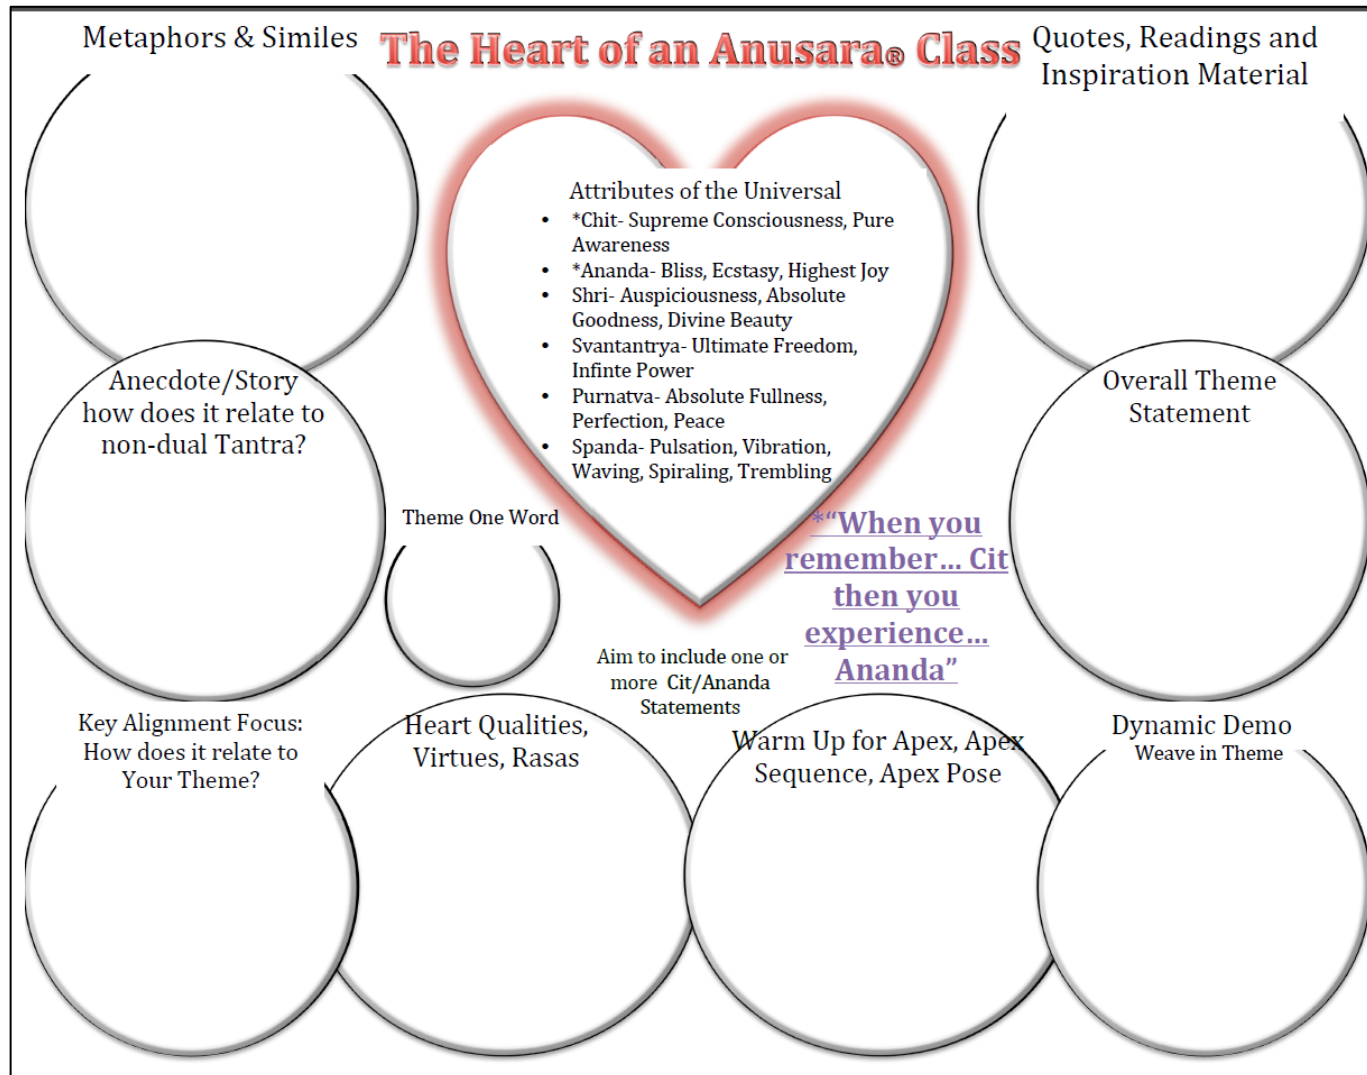 Metaphors & Similes
The Heart of an Anusara® Class
Quotes, Readings and
Inspiration Material
Attributes of the Universal
• *Chit- Supreme Consciousness, Pure
Awareness
• *Ananda- Bliss, Ecstasy, Highest Joy
• Shri- Auspiciousness, Absolute
Goodness, Divine Beauty
• Svantantrya- Ultimate Freedom,
Infinte Power
• Purnatva- Absolute Fullness,
Perfection, Peace
• Spanda- Pulsation, Vibration,
Waving, Spiraling, Trembling
Anecdote/Story
how does it relate to
non-dual Tantra?
Overall Theme
Statement
Theme One Word
*“When you
remember... Cit
then you
experience...
Ananda”
Aim to include one or
more Cit/Ananda
Statements
Key Alignment Focus:
How does it relate to
Your Theme?
Heart Qualities,
Virtues, Rasas
Warm Up for Apex, Apex
Sequence, Apex Pose
Dynamic Demo
Weave in Theme